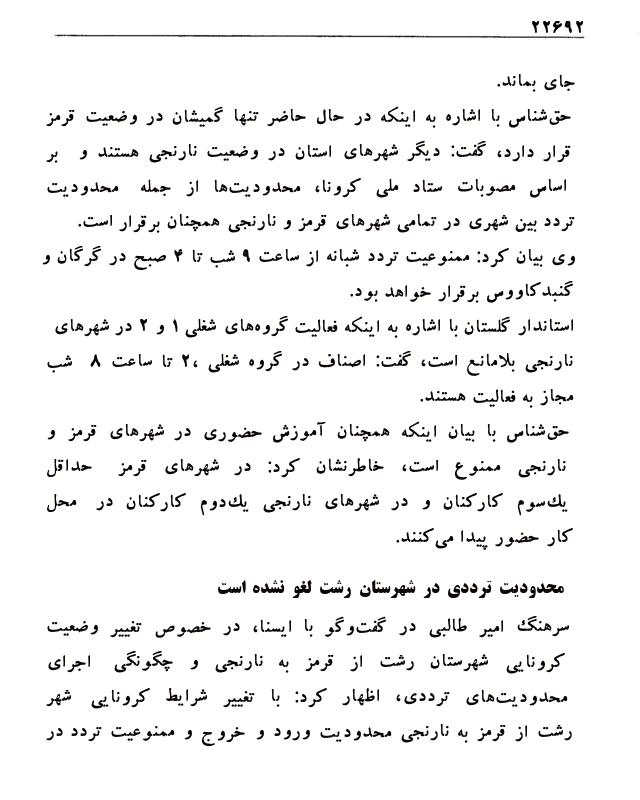 ۲۲۶۹۲
جای بماند.
حق‌شناس با اشاره به اینکه در حال حاضر تنها گمیشان در وضعیت قرمز
قرار دارد، گفت: دیگر شهرهای استان در وضعیت نارنجی هستند و بر
اساس مصوبات ستاد ملی کرونا، محدودیت‌ها از جمله محدودیت
تردد بین شهری در تمامی شهرهای قرمز و نارنجی همچنان برقرار است.
وی بیان کرد: ممنوعیت تردد شبانه از ساعت ۹ شب تا ۴ صبح در گرگان و
گنبدکاووس برقرار خواهد بود.
استاندار گلستان با اشاره به اینکه فعالیت گروه‌های شغلی ۱ و ۲ در شهرهای
نارنجی بلامانع است، گفت: اصناف در گروه شغلی ۲، تا ساعت ۸ شب
مجاز به فعالیت هستند.
حق‌شناس با بیان اینکه همچنان آموزش حضوری در شهرهای قرمز و
نارنجی ممنوع است، خاطرنشان کرد: در شهرهای قرمز حداقل
یك‌سوم کارکنان و در شهرهای نارنجی یك‌دوم کارکنان در محل
کار حضور پیدا می‌کنند.
محدودیت ترددی در شهرستان رشت لغو نشده است
سرهنگ امیر طالبی در گفت‌وگو با ایسنا، در خصوص تغییر وضعیت
کرونایی شهرستان رشت از قرمز به نارنجی و چگونگی اجرای
محدودیت‌های ترددی، اظهار کرد: با تغییر شرایط کرونایی شهر
رشت از قرمز به نارنجی محدودیت ورود و خروج و ممنوعیت تردد در